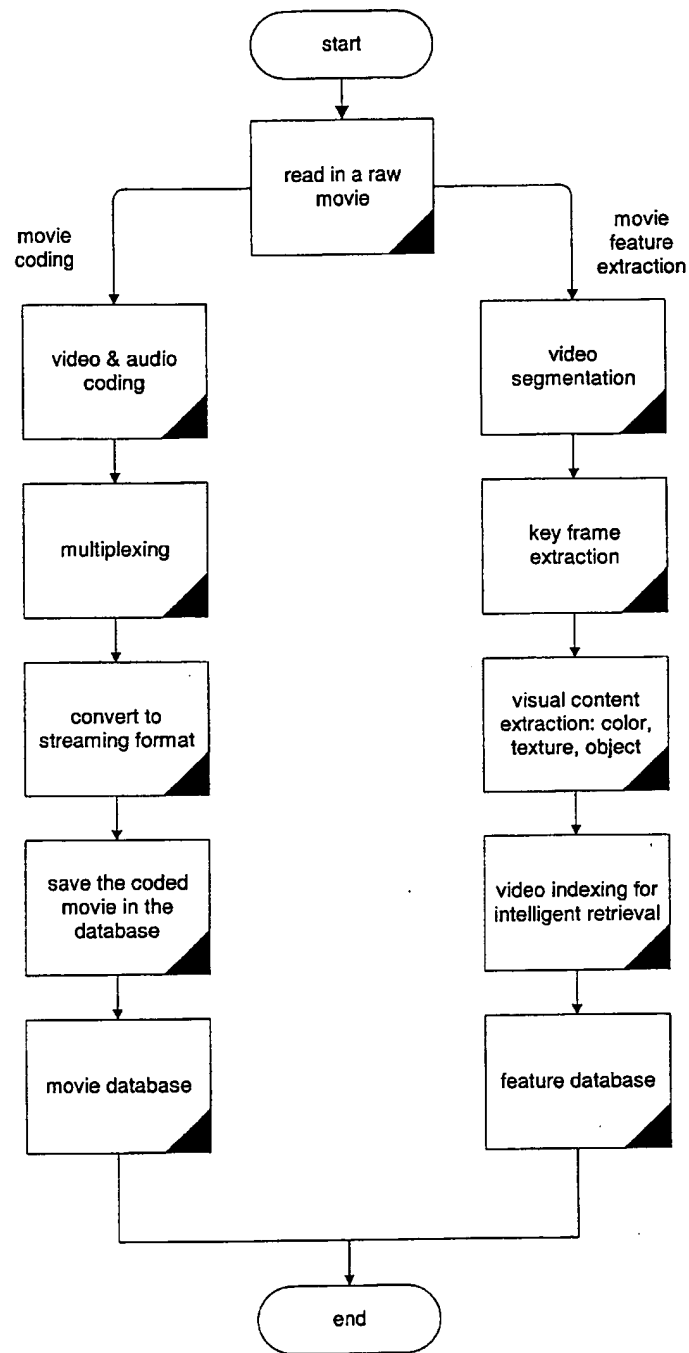 start
read in a raw
movie
movie
coding
video & audio
coding
multiplexing
convert to
streaming format
save the coded
movie in the
database
movie database
movie
feature
extraction
video
segmentation
key frame
extraction
visual content
extraction: color,
texture, object
video indexing for
intelligent retrieval
feature database
end